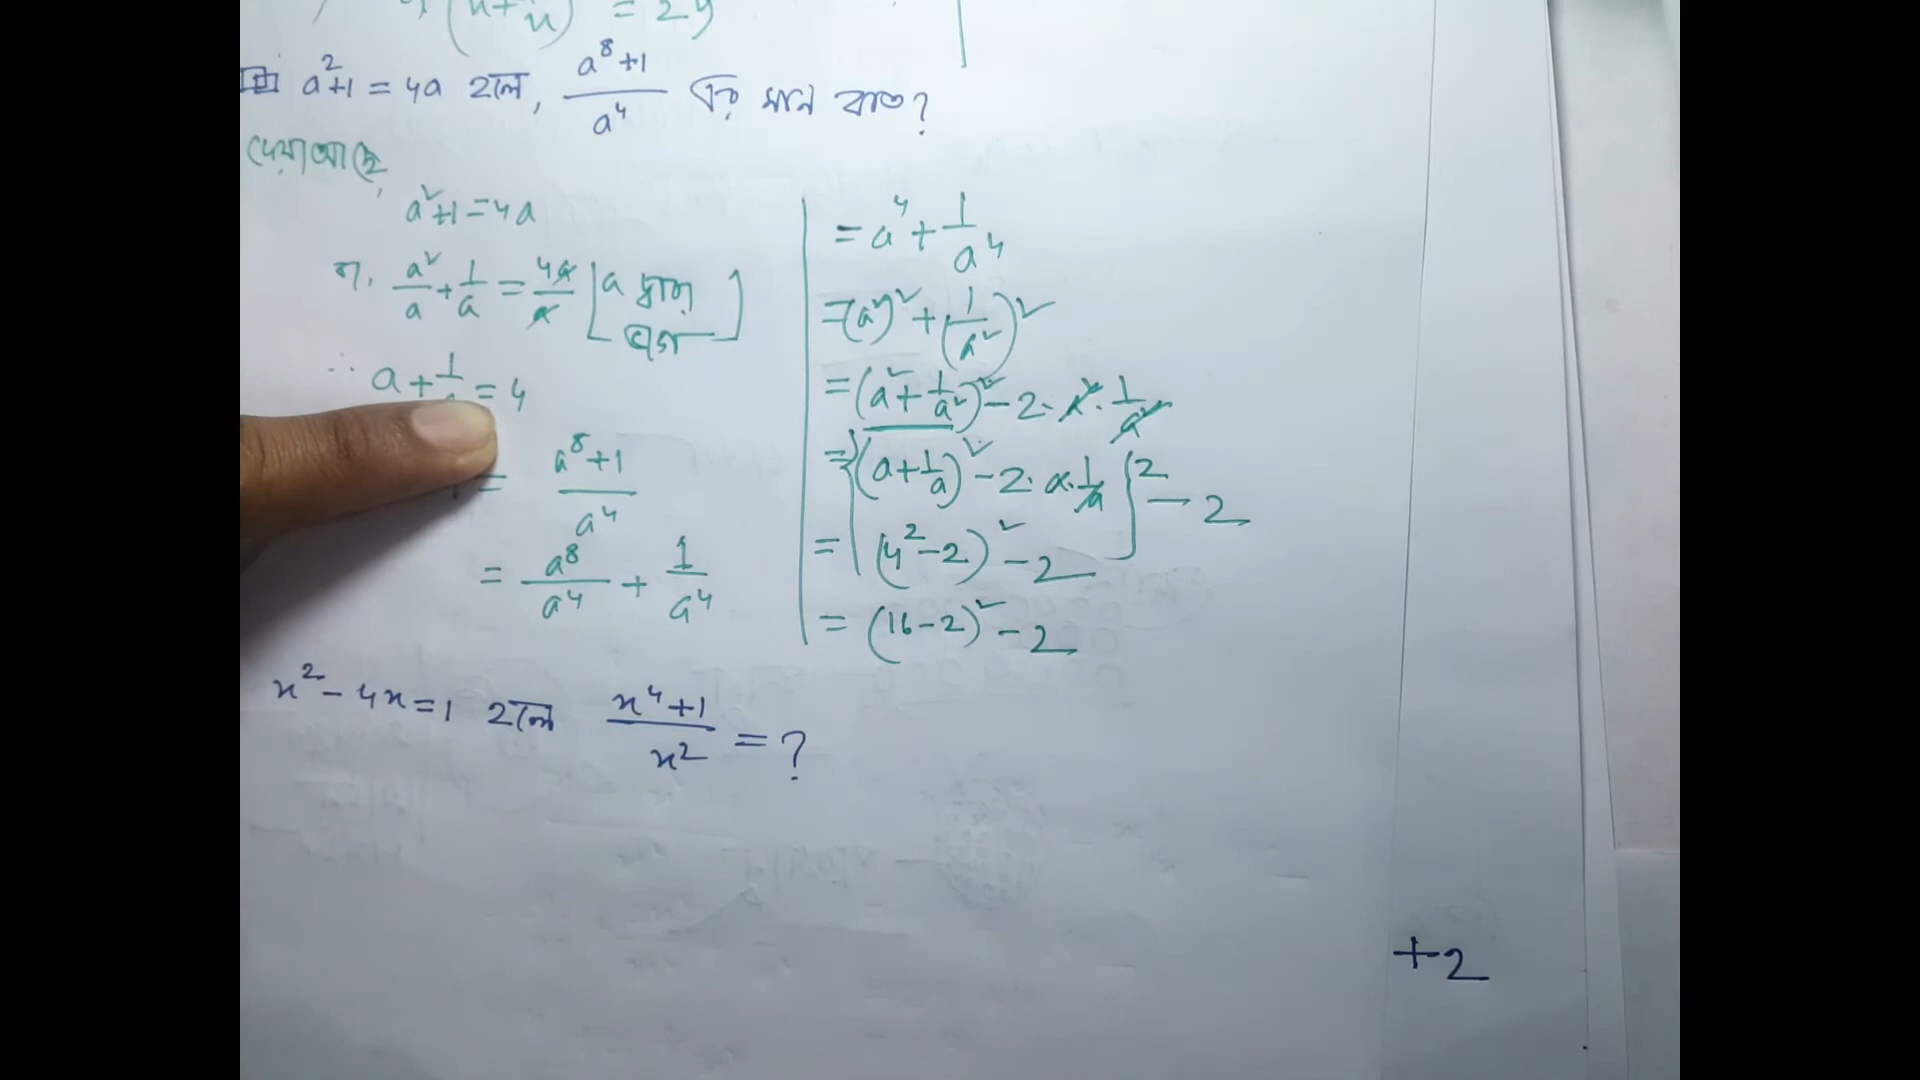 (x+1/x) = 2y
a²+1 = 4a হলে, (a⁸+1)/a⁴ এর মান কত?
দেয়া আছে,
a²+1=4a
বা, a²/a + 1/a = 4a/a [a দ্বারা ভাগ]
∴ a + 1/a = 4
= (a⁸+1)/a⁴
= a⁸/a⁴ + 1/a⁴
= a⁴ + 1/a⁴
= (a²)² + (1/a²)²
= (a² + 1/a²)² - 2·a²·1/a²
= {(a + 1/a)² - 2·a·1/a}² - 2
= (4²-2)² - 2
= (16-2)² - 2
x² - 4x = 1 হলে (x⁴+1)/x² = ?
+2